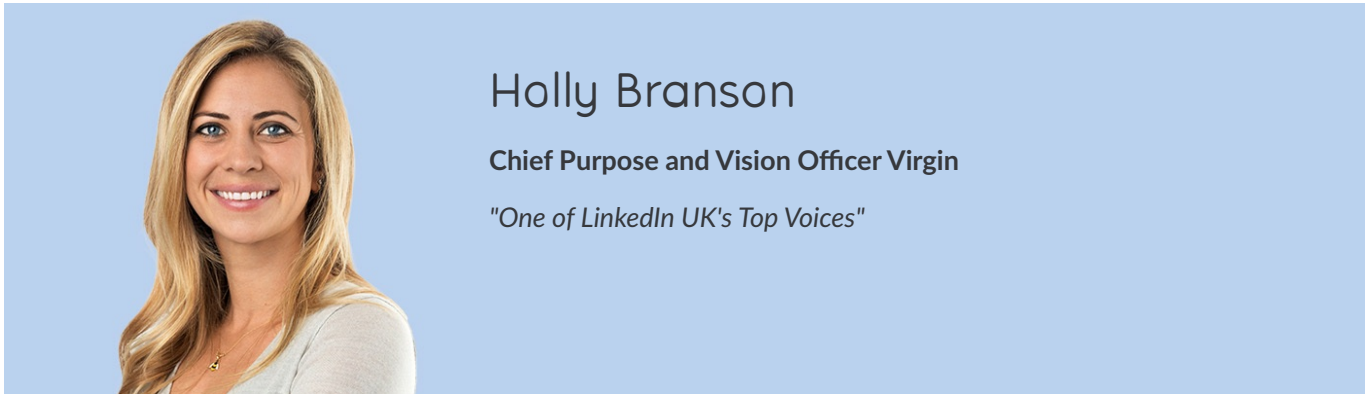 Holly Branson
Chief Purpose and Vision Officer Virgin
"One of LinkedIn UK's Top Voices"